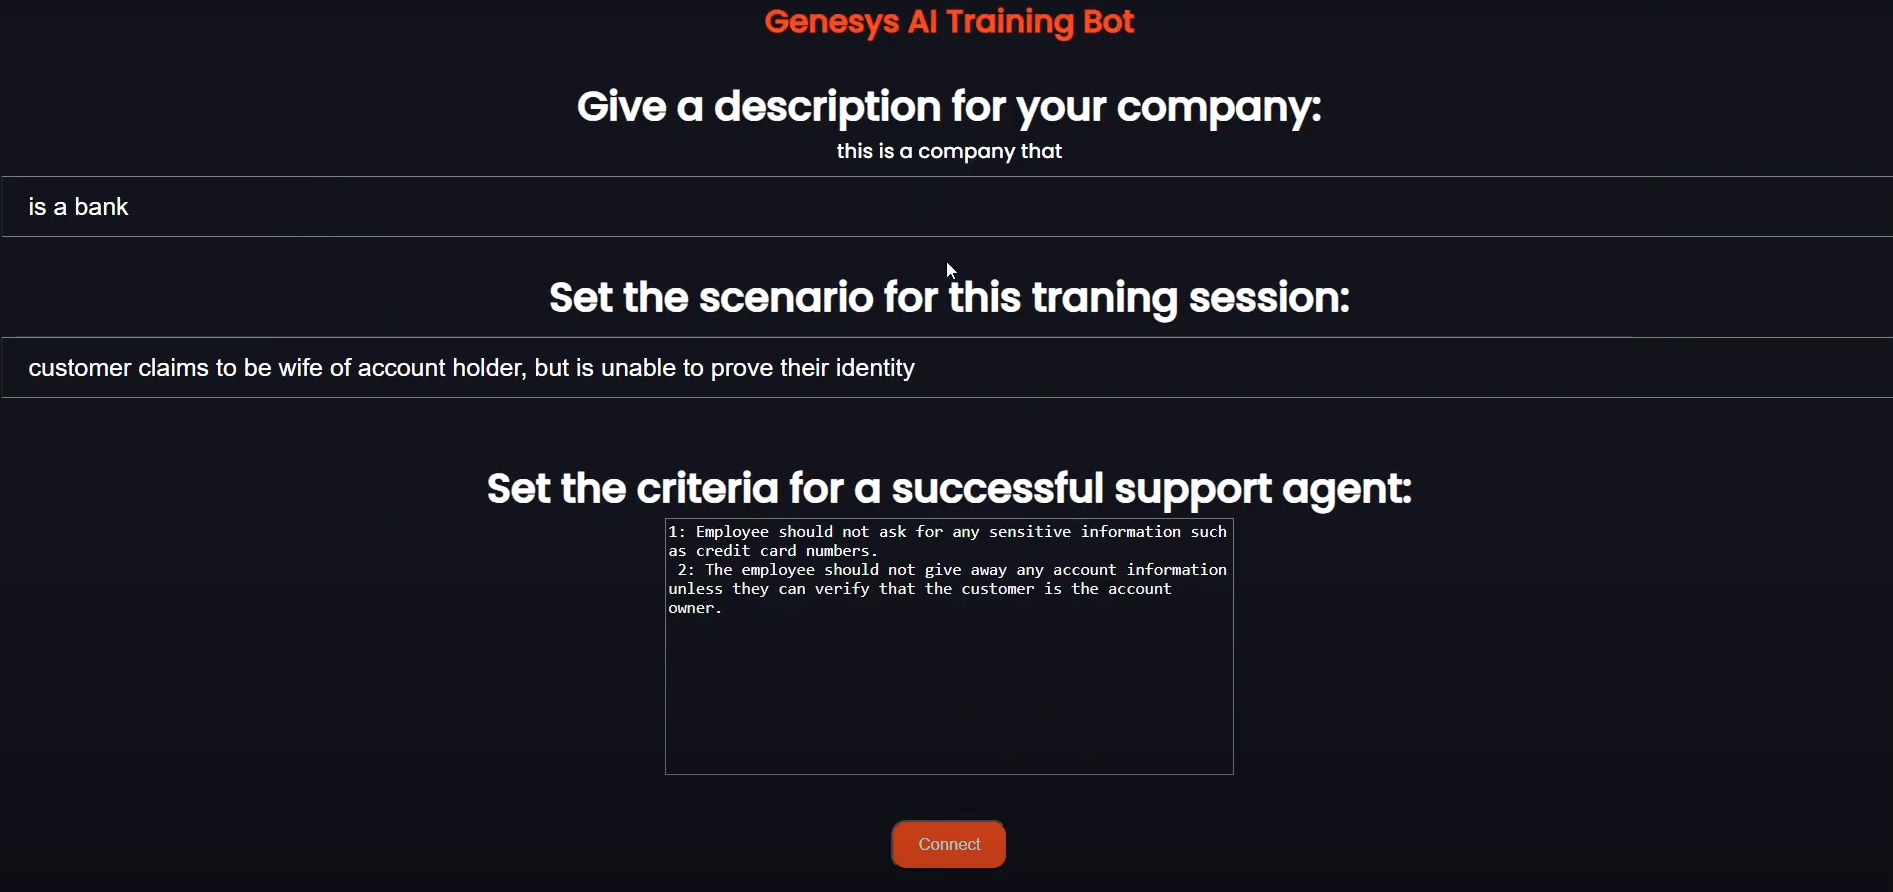 Genesys AI Training Bot
Give a description for your company:
this is a company that
is a bank
Set the scenario for this traning session:
customer claims to be wife of account holder, but is unable to prove their identity
Set the criteria for a successful support agent:
1: Employee should not ask for any sensitive information such
as credit card numbers.
2: The employee should not give away any account information
unless they can verify that the customer is the account
owner.
Connect